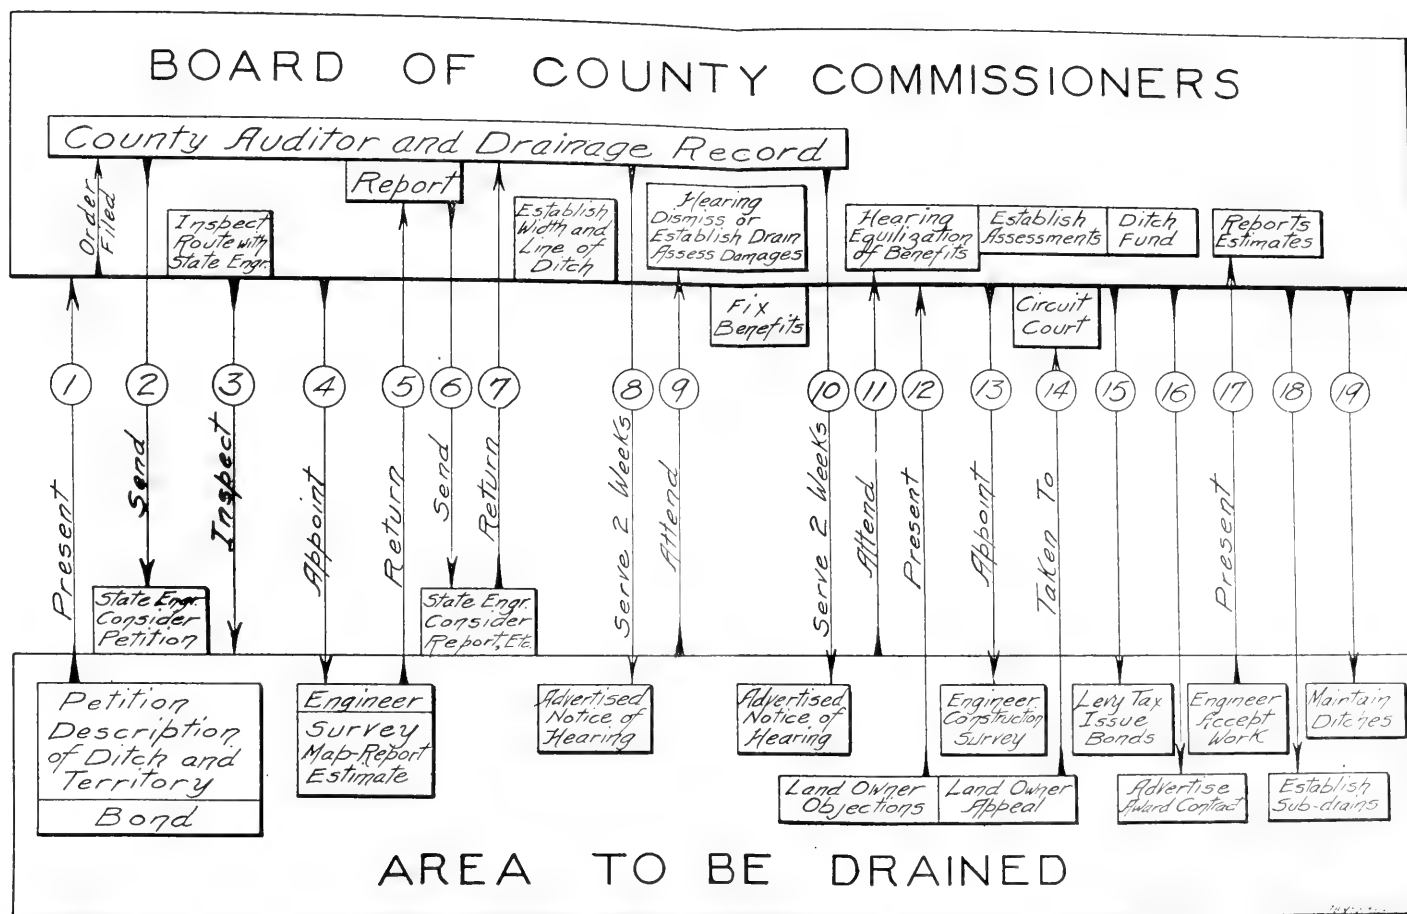 BOARD OF COUNTY COMMISSIONERS
County Auditor and Drainage Record
Order
Filed
Inspect
Route with
State Engr.
Report
Establish
Width and
Line of
Ditch
Hearing
Dismiss or
Establish Drain
Assess Damages
Fix
Benefits
Hearing
Equilization
of Benefits
Establish
Assessments
Ditch
Fund
Circuit
Court
Reports
Estimates
1
2
3
4
5
6
7
8
9
10
11
12
13
14
15
16
17
18
19
Present
Send
Inspect
Appoint
Return
Send
Return
Serve 2 Weeks
Attend
Serve 2 Weeks
Attend
Present
Appoint
Taken To
Present
State Engr.
Consider
Petition
State Engr.
Consider
Report, Etc.
Petition
Description
of Ditch and
Territory
Bond
Engineer
Survey
Map-Report
Estimate
Advertised
Notice of
Hearing
Advertised
Notice of
Hearing
Engineer
Construction
Survey
Levy Tax
Issue
Bonds
Engineer
Accept
Work
Maintain
Ditches
Land Owner
Objections
Land Owner
Appeal
Advertise
Award Contract
Establish
Sub-drains
AREA TO BE DRAINED